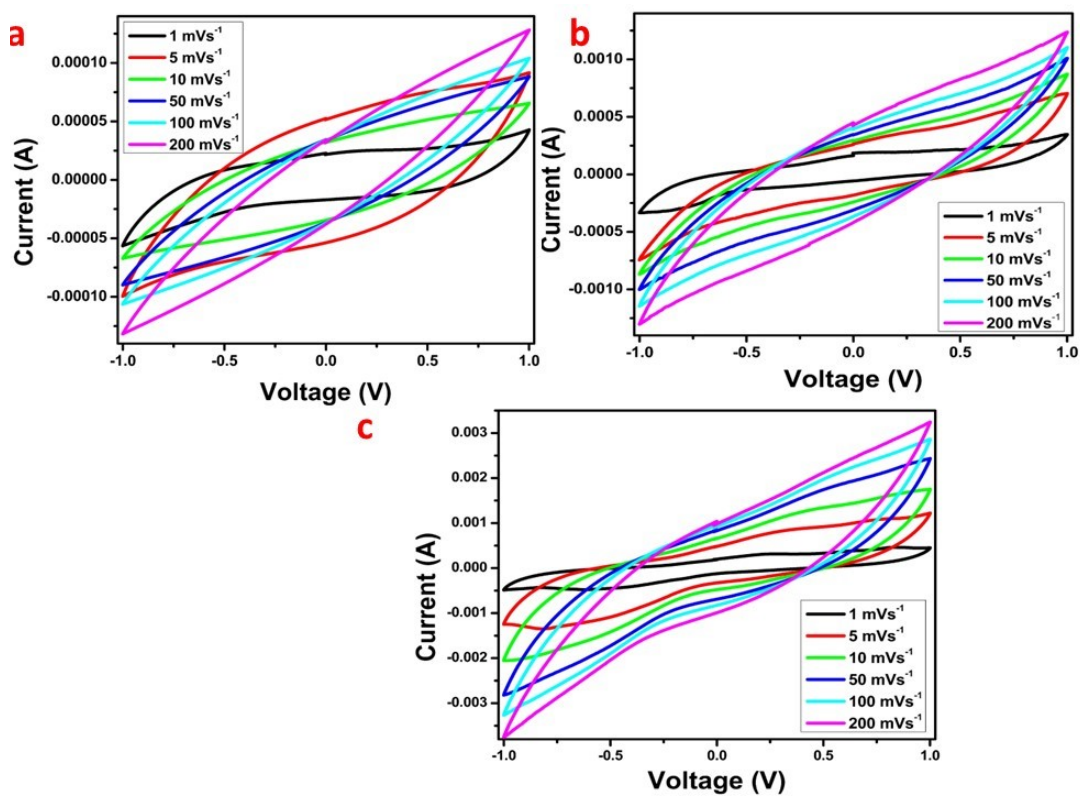 a
1 mVs⁻¹
5 mVs⁻¹
10 mVs⁻¹
50 mVs⁻¹
100 mVs⁻¹
200 mVs⁻¹
0.00010
0.00005
0.00000
-0.00005
-0.00010
Current (A)
-1.0 -0.5 0.0 0.5 1.0
Voltage (V)
b
0.0010
0.0005
0.0000
-0.0005
-0.0010
Current (A)
1 mVs⁻¹
5 mVs⁻¹
10 mVs⁻¹
50 mVs⁻¹
100 mVs⁻¹
200 mVs⁻¹
-1.0 -0.5 0.0 0.5 1.0
Voltage (V)
c
0.003
0.002
0.001
0.000
-0.001
-0.002
-0.003
Current (A)
1 mVs⁻¹
5 mVs⁻¹
10 mVs⁻¹
50 mVs⁻¹
100 mVs⁻¹
200 mVs⁻¹
-1.0 -0.5 0.0 0.5 1.0
Voltage (V)